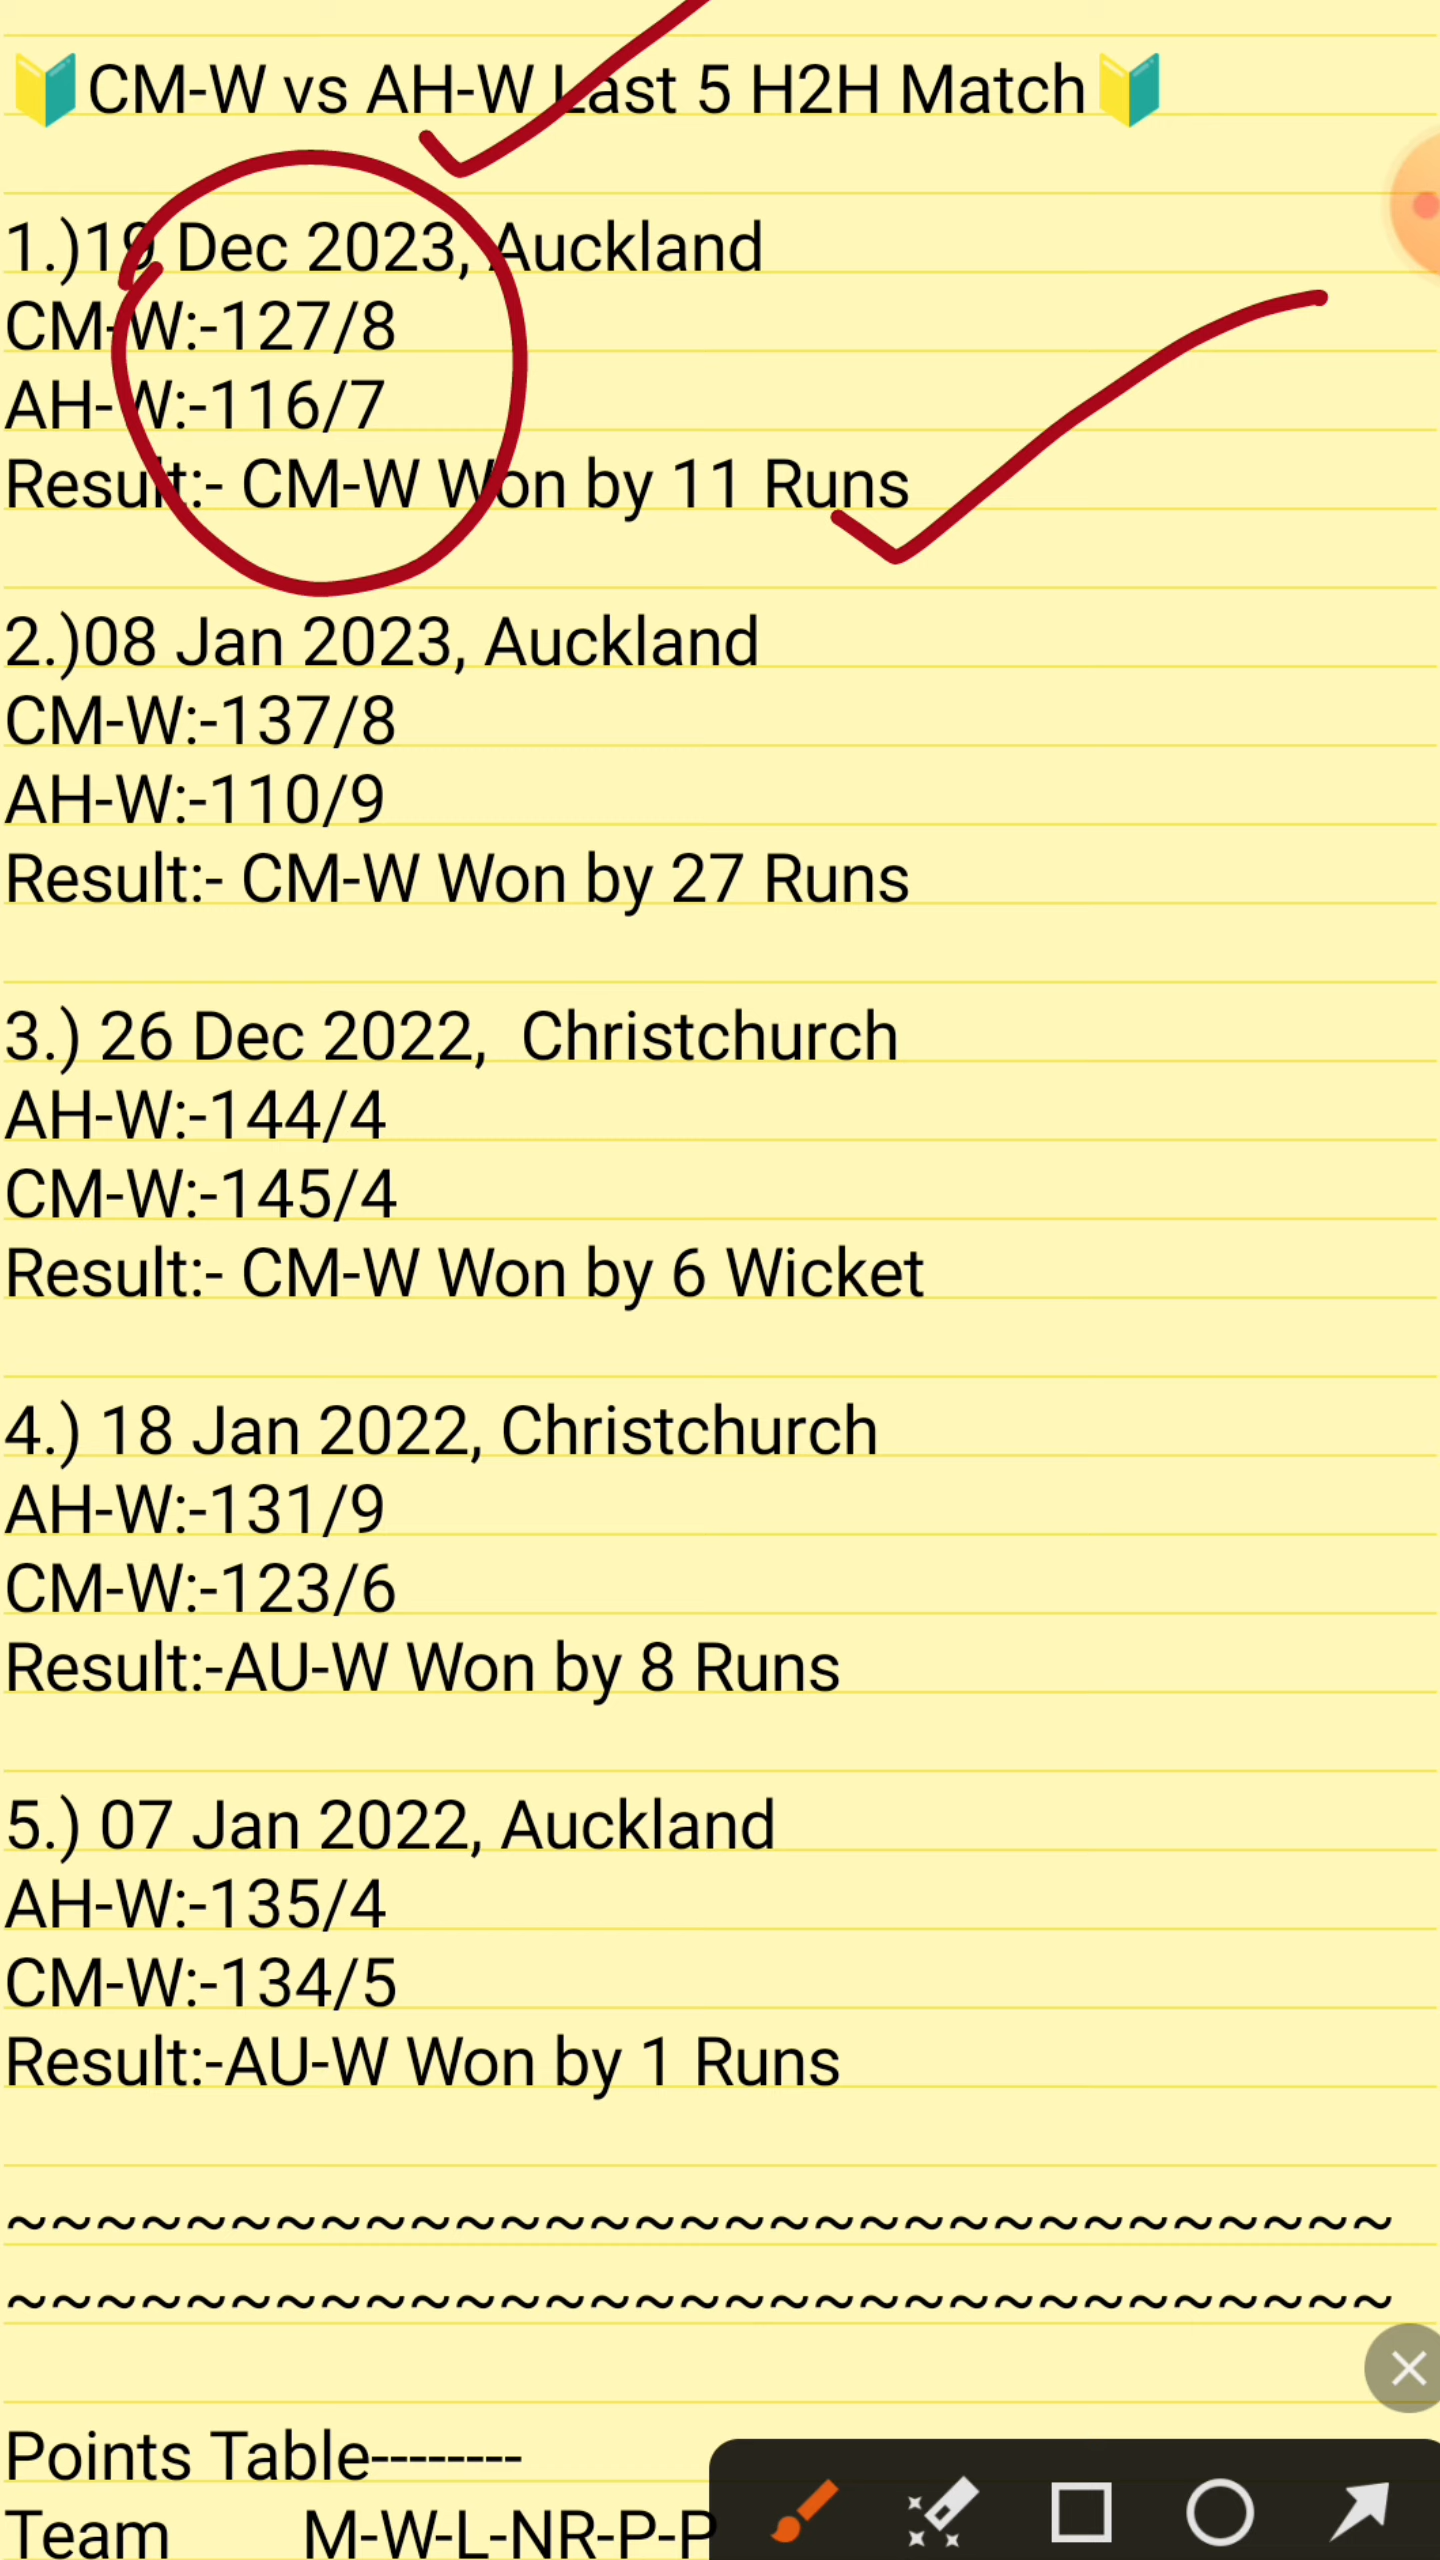 🔰CM-W vs AH-W Last 5 H2H Match🔰
1.)19 Dec 2023, Auckland
CM-W:-127/8
AH-W:-116/7
Result:- CM-W Won by 11 Runs
2.)08 Jan 2023, Auckland
CM-W:-137/8
AH-W:-110/9
Result:- CM-W Won by 27 Runs
3.) 26 Dec 2022,  Christchurch
AH-W:-144/4
CM-W:-145/4
Result:- CM-W Won by 6 Wicket
4.) 18 Jan 2022, Christchurch
AH-W:-131/9
CM-W:-123/6
Result:-AU-W Won by 8 Runs
5.) 07 Jan 2022, Auckland
AH-W:-135/4
CM-W:-134/5
Result:-AU-W Won by 1 Runs
~~~~~~~~~~~~~~~~~~~~~~~~~~~~~~~
~~~~~~~~~~~~~~~~~~~~~~~~~~~~~~~
Points Table--------
Team M-W-L-NR-P-P